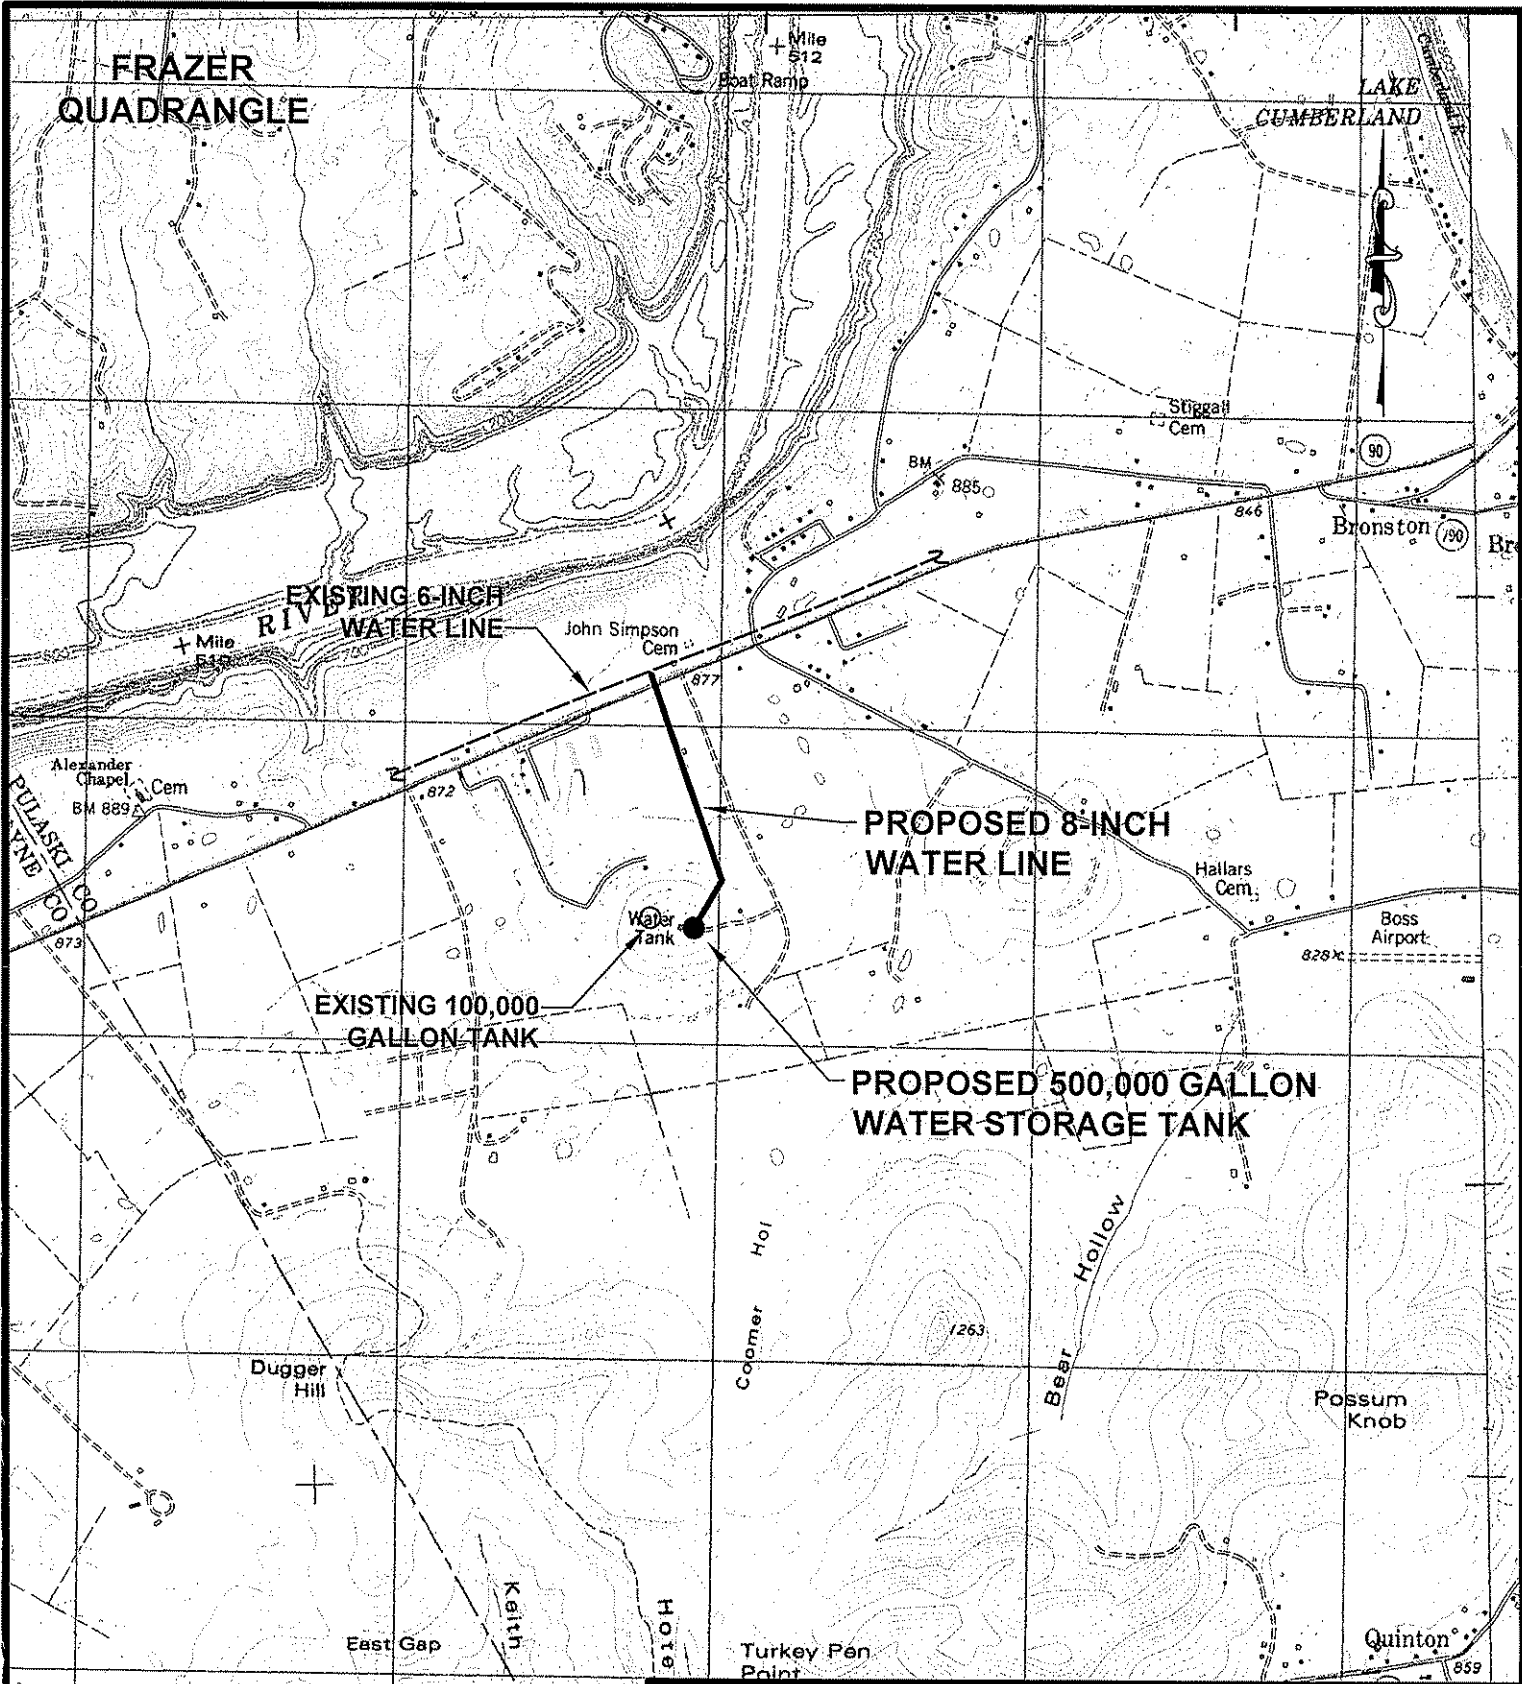 FRAZER
QUADRANGLE
Mile
512
Boat Ramp
LAKE
CUMBERLAND
Cumberland R
Stiggall
Cem
90
BM
885
846
Bronston
790
EXISTING 6-INCH
WATER LINE
RIVER
Mile
John Simpson
Cem
877
Alexander
Chapel
Cem
BM 889
872
PULASKI CO
YNE CO
873
PROPOSED 8-INCH
WATER LINE
Hallars
Cem
Water
Tank
Boss
Airport
828
EXISTING 100,000
GALLON TANK
PROPOSED 500,000 GALLON
WATER STORAGE TANK
Coomer Hol
Bear Hollow
1263
Dugger
Hill
Possum
Knob
East Gap
Keith
Hole
Turkey Pen
Point
Quinton
859